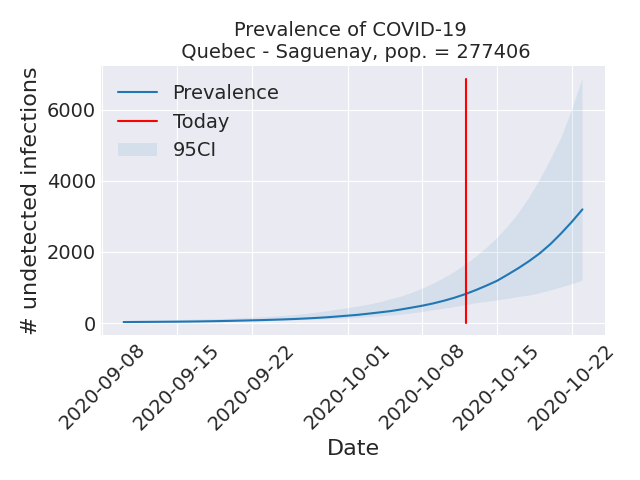 Prevalence of COVID-19
Quebec - Saguenay, pop. = 277406
# undetected infections
6000
4000
2000
0
Prevalence
Today
95CI
2020-09-08
2020-09-15
2020-09-22
2020-10-01
2020-10-08
2020-10-15
2020-10-22
Date